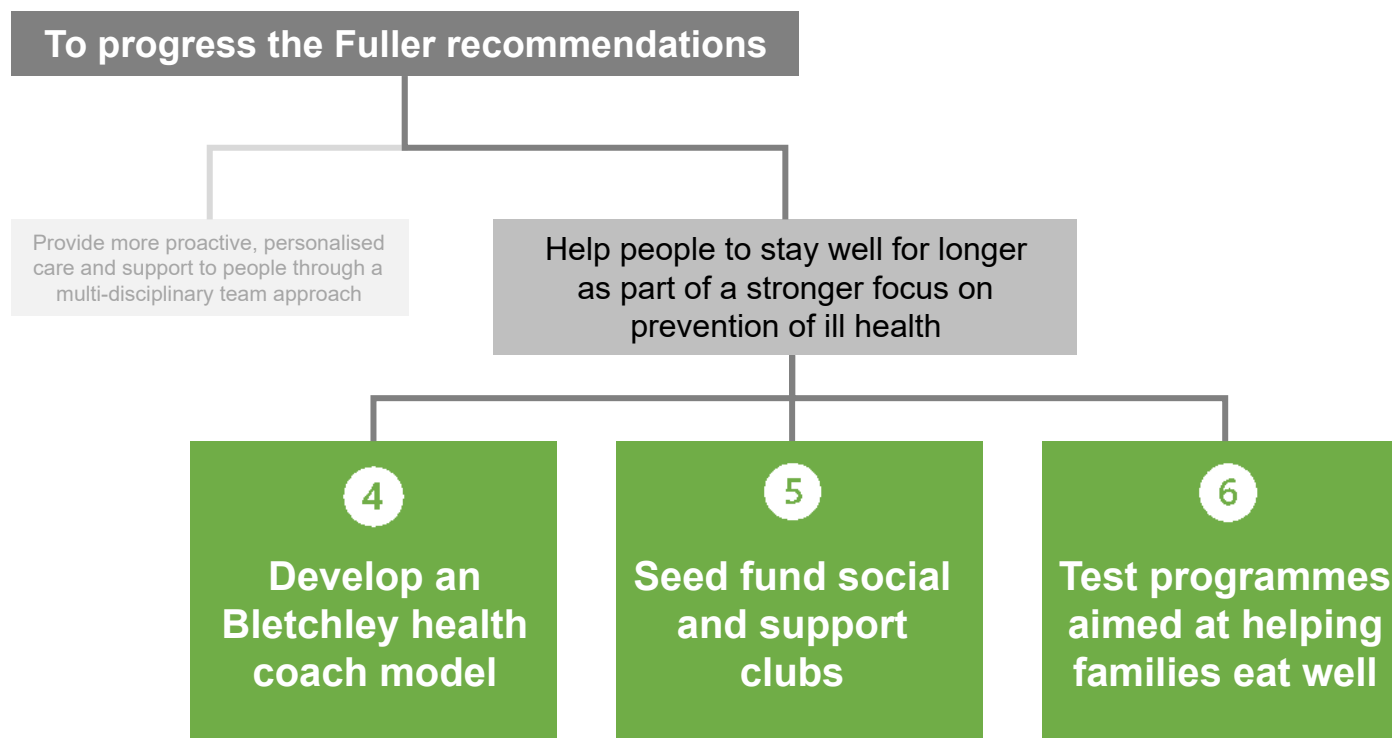 To progress the Fuller recommendations
Provide more proactive, personalised
care and support to people through a
multi-disciplinary team approach
Help people to stay well for longer
as part of a stronger focus on
prevention of ill health
4
Develop an
Bletchley health
coach model
5
Seed fund social
and support
clubs
6
Test programmes
aimed at helping
families eat well